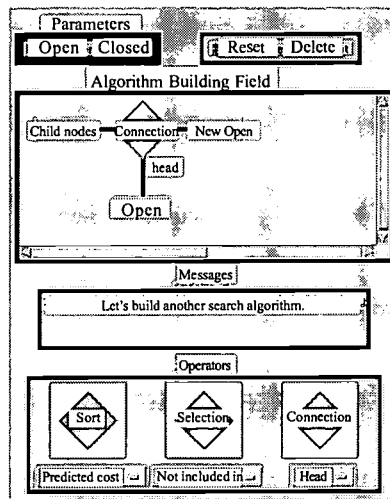 Parameters
Open Closed Reset Delete
Algorithm Building Field
Child nodes Connection New Open
head
Open
Messages
Let's build another search algorithm.
Operators
Sort Selection Connection
Predicted cost Not included in Head